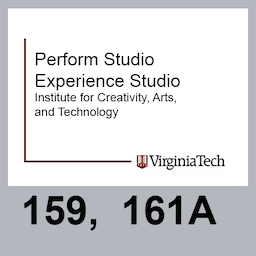 Perform Studio
Experience Studio
Institute for Creativity, Arts,
and Technology
VirginiaTech
159,  161A